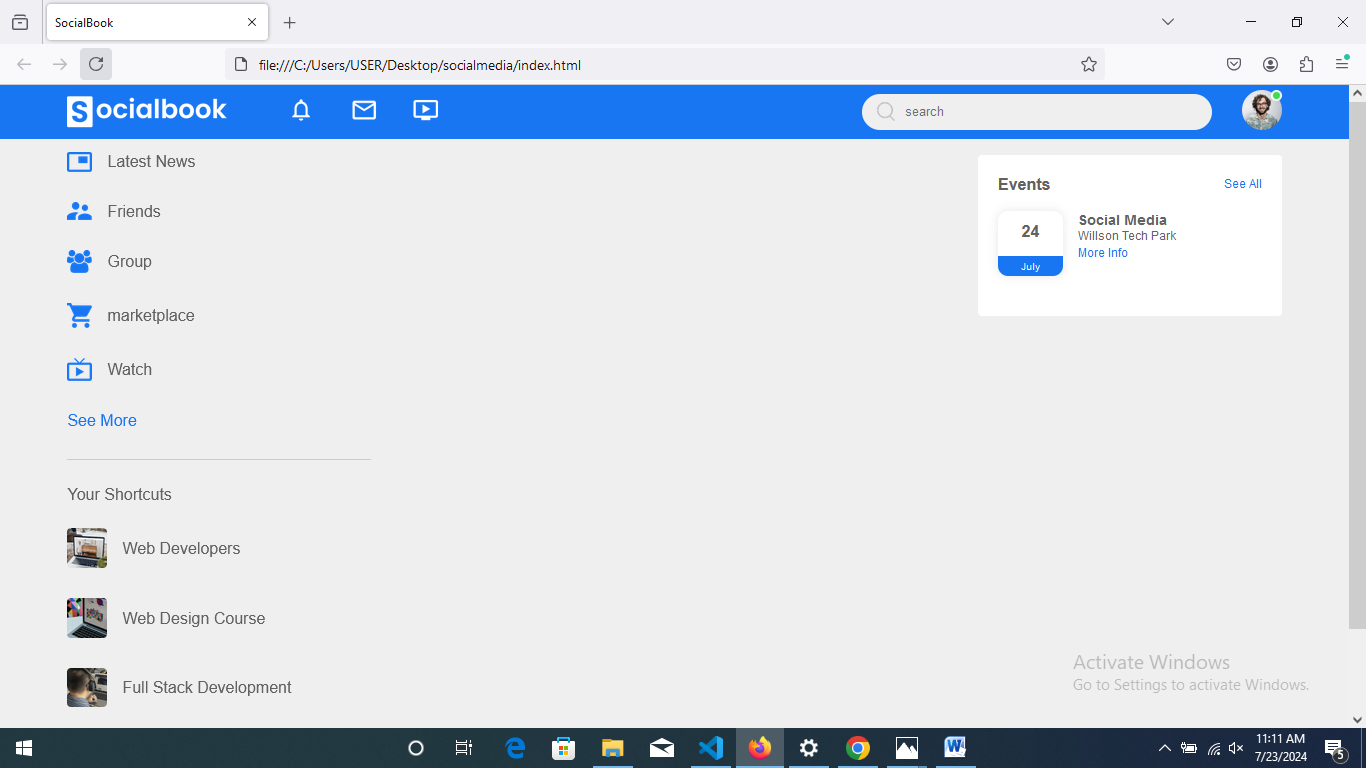 SocialBook
file:///C:/Users/USER/Desktop/socialmedia/index.html
Socialbook
search
Latest News
Friends
Group
marketplace
Watch
See More
Your Shortcuts
Web Developers
Web Design Course
Full Stack Development
Events
See All
24
July
Social Media
Willson Tech Park
More Info
Activate Windows
Go to Settings to activate Windows.
11:11 AM
7/23/2024
5